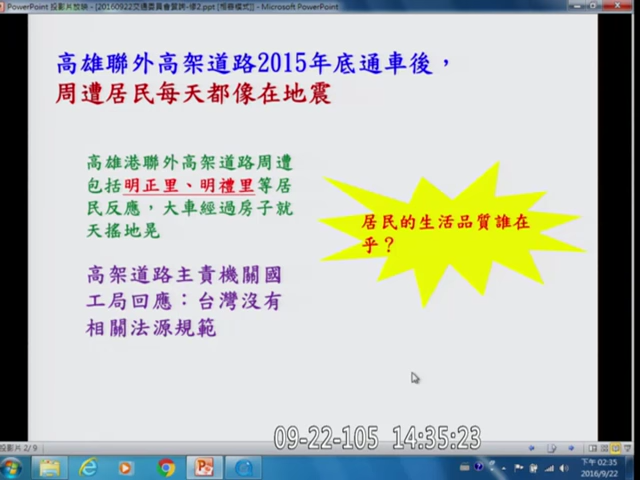 PowerPoint 投影片放映 - [20160922交通委員會質詢-修2.ppt [相容模式]] - Microsoft PowerPoint
高雄聯外高架道路2015年底通車後，
周遭居民每天都像在地震
高雄港聯外高架道路周遭
包括明正里、明禮里等居
民反應，大車經過房子就
天搖地晃
居民的生活品質誰在
乎？
高架道路主責機關國
工局回應：台灣沒有
相關法源規範
09-22-105 14:35:23
投影片 2/9
下午 02:35
2016/9/22